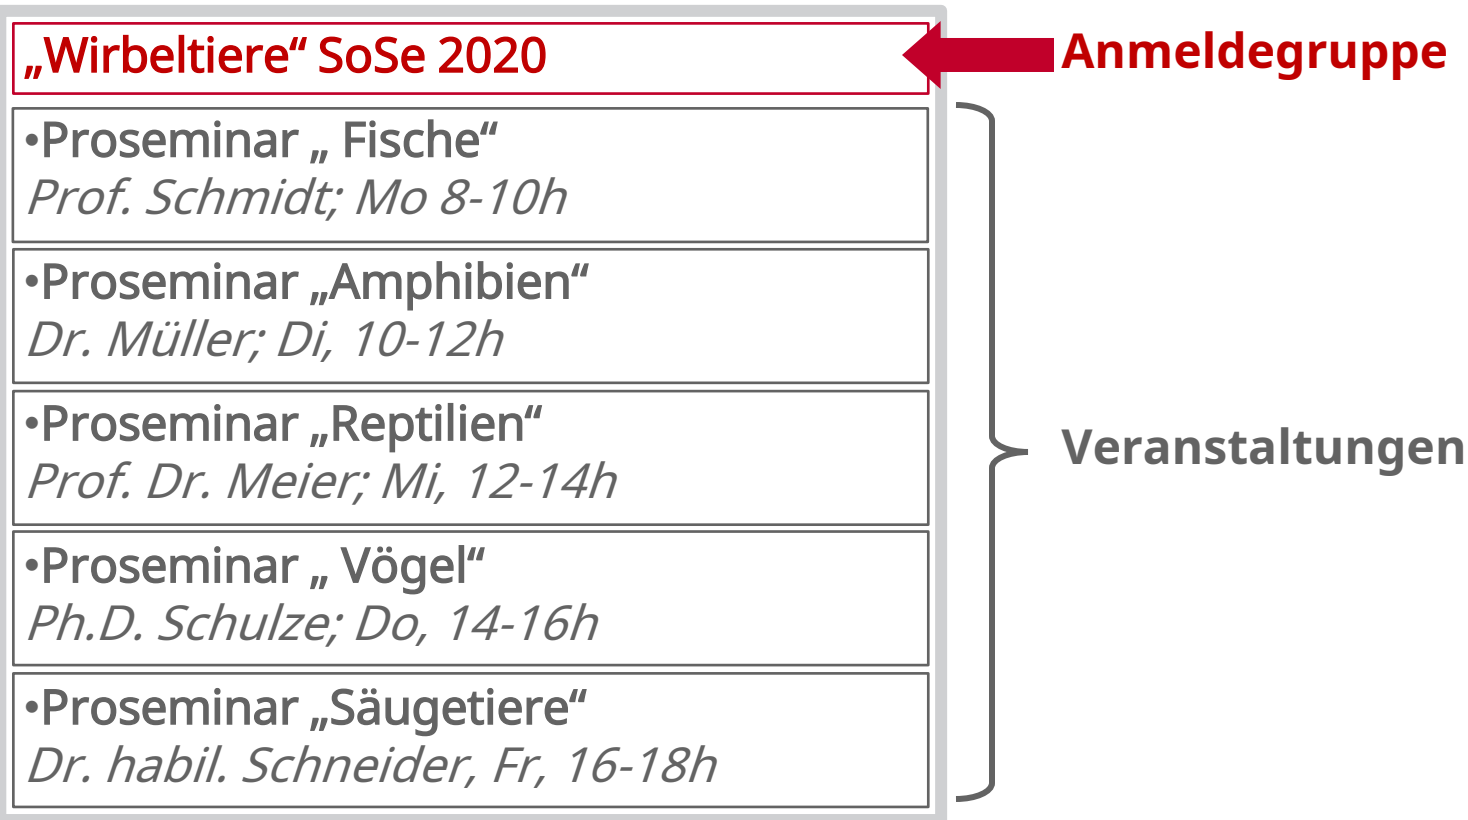 „Wirbeltiere“ SoSe 2020
Anmeldegruppe
•Proseminar „ Fische“
Prof. Schmidt; Mo 8-10h
•Proseminar „Amphibien“
Dr. Müller; Di, 10-12h
•Proseminar „Reptilien“
Prof. Dr. Meier; Mi, 12-14h
•Proseminar „ Vögel“
Ph.D. Schulze; Do, 14-16h
•Proseminar „Säugetiere“
Dr. habil. Schneider, Fr, 16-18h
Veranstaltungen